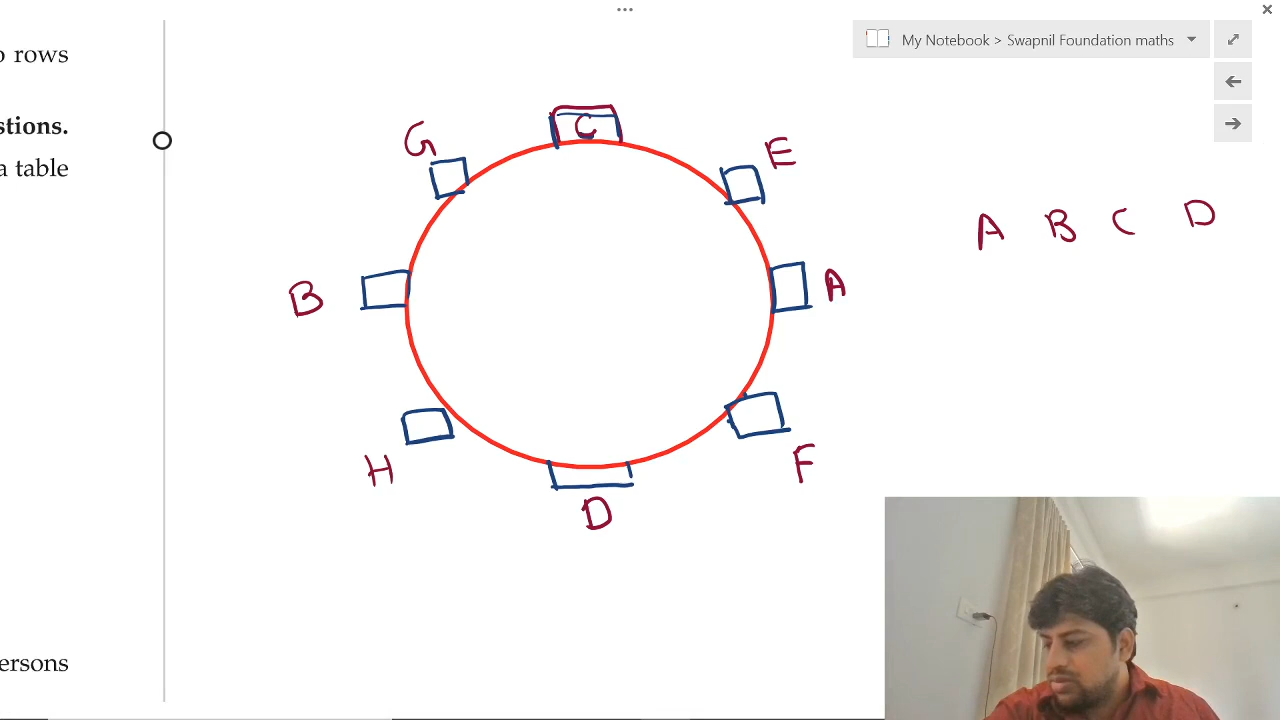 o rows
stions.
a table
ersons
My Notebook > Swapnil Foundation maths
C
G
E
B
A
H
F
D
A B C D